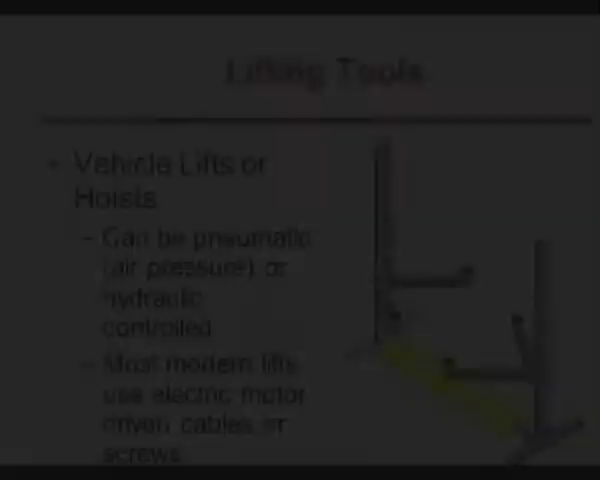 Lifting Tools
• Vehicle Lifts or
Hoists
– Can be pneumatic
(air pressure) or
hydraulic
controlled
– Most modern lifts
use electric motor
driven cables or
screws